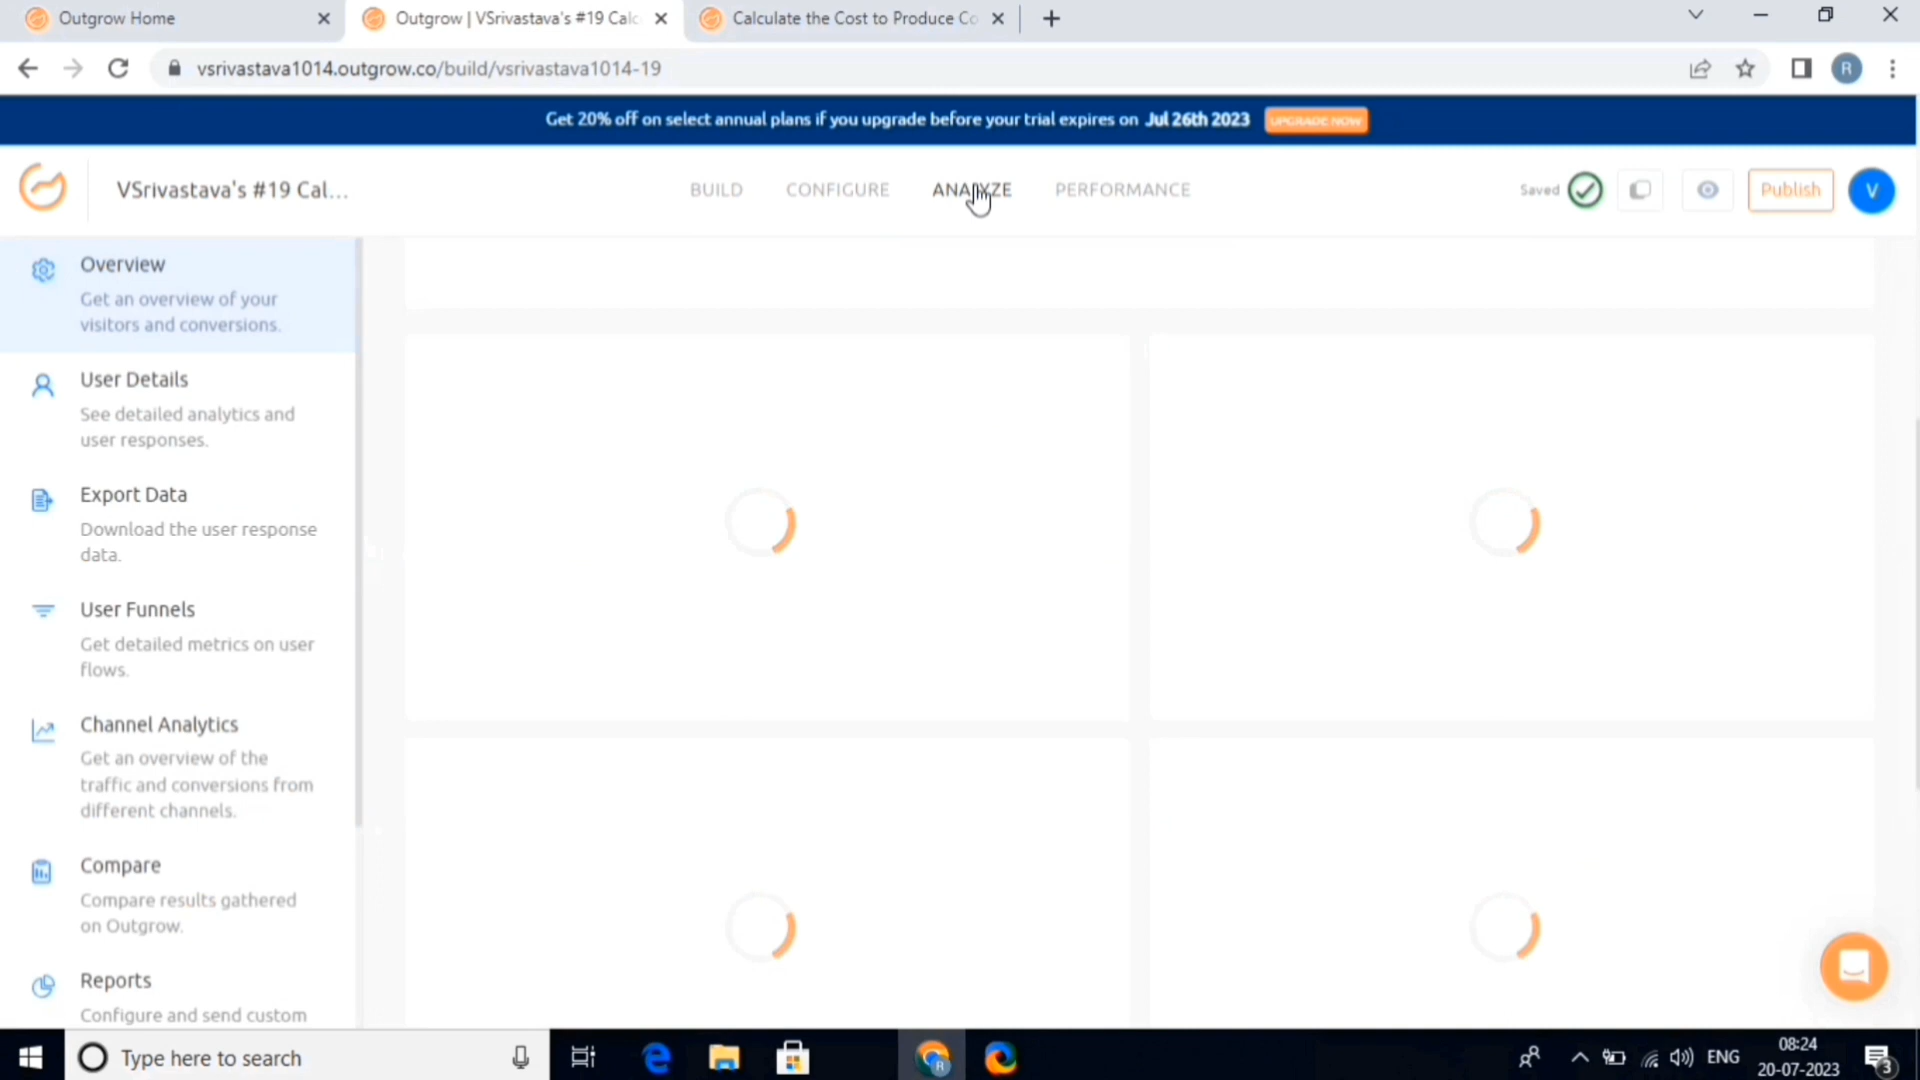 Outgrow Home
Outgrow | VSrivastava's #19 Calc
Calculate the Cost to Produce Co
vsrivastava1014.outgrow.co/build/vsrivastava1014-19
R
Get 20% off on select annual plans if you upgrade before your trial expires on Jul 26th 2023
UPGRADE NOW
VSrivastava's #19 Cal...
BUILD
CONFIGURE
ANALYZE
PERFORMANCE
Saved
Publish
V
Overview
Get an overview of your
visitors and conversions.
User Details
See detailed analytics and
user responses.
Export Data
Download the user response
data.
User Funnels
Get detailed metrics on user
flows.
Channel Analytics
Get an overview of the
traffic and conversions from
different channels.
Compare
Compare results gathered
on Outgrow.
Reports
Configure and send custom
Type here to search
R
ENG
08:24
20-07-2023
3